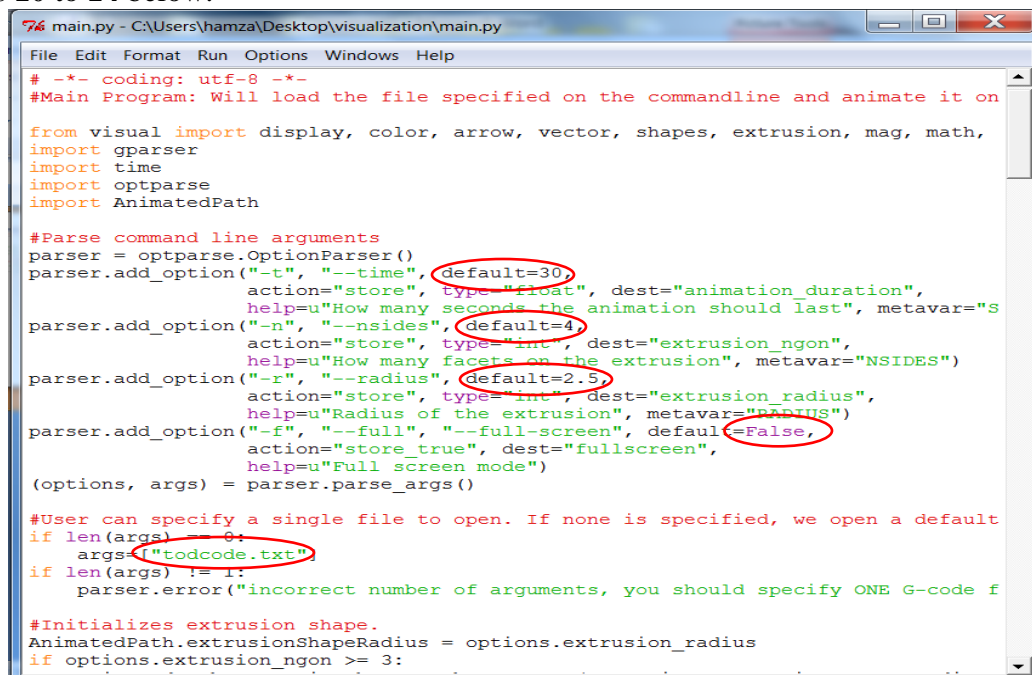 main.py - C:\Users\hamza\Desktop\visualization\main.py
File Edit Format Run Options Windows Help
# -*- coding: utf-8 -*-
#Main Program: Will load the file specified on the commandline and animate it on
from visual import display, color, arrow, vector, shapes, extrusion, mag, math,
import gparser
import time
import optparse
import AnimatedPath
#Parse command line arguments
parser = optparse.OptionParser()
parser.add_option("-t", "--time", default=30,
action="store", type="float", dest="animation_duration",
help=u"How many seconds the animation should last", metavar="S
parser.add_option("-n", "--nsides", default=4,
action="store", type="int", dest="extrusion_ngon",
help=u"How many facets on the extrusion", metavar="NSIDES")
parser.add_option("-r", "--radius", default=2.5,
action="store", type="int", dest="extrusion_radius",
help=u"Radius of the extrusion", metavar="RADIUS")
parser.add_option("-f", "--full", "--full-screen", default=False,
action="store_true", dest="fullscreen",
help=u"Full screen mode")
(options, args) = parser.parse_args()
#User can specify a single file to open. If none is specified, we open a default
if len(args) == 0:
args=["todcode.txt"]
if len(args) != 1:
parser.error("incorrect number of arguments, you should specify ONE G-code f
#Initializes extrusion shape.
AnimatedPath.extrusionShapeRadius = options.extrusion_radius
if options.extrusion_ngon >= 3: